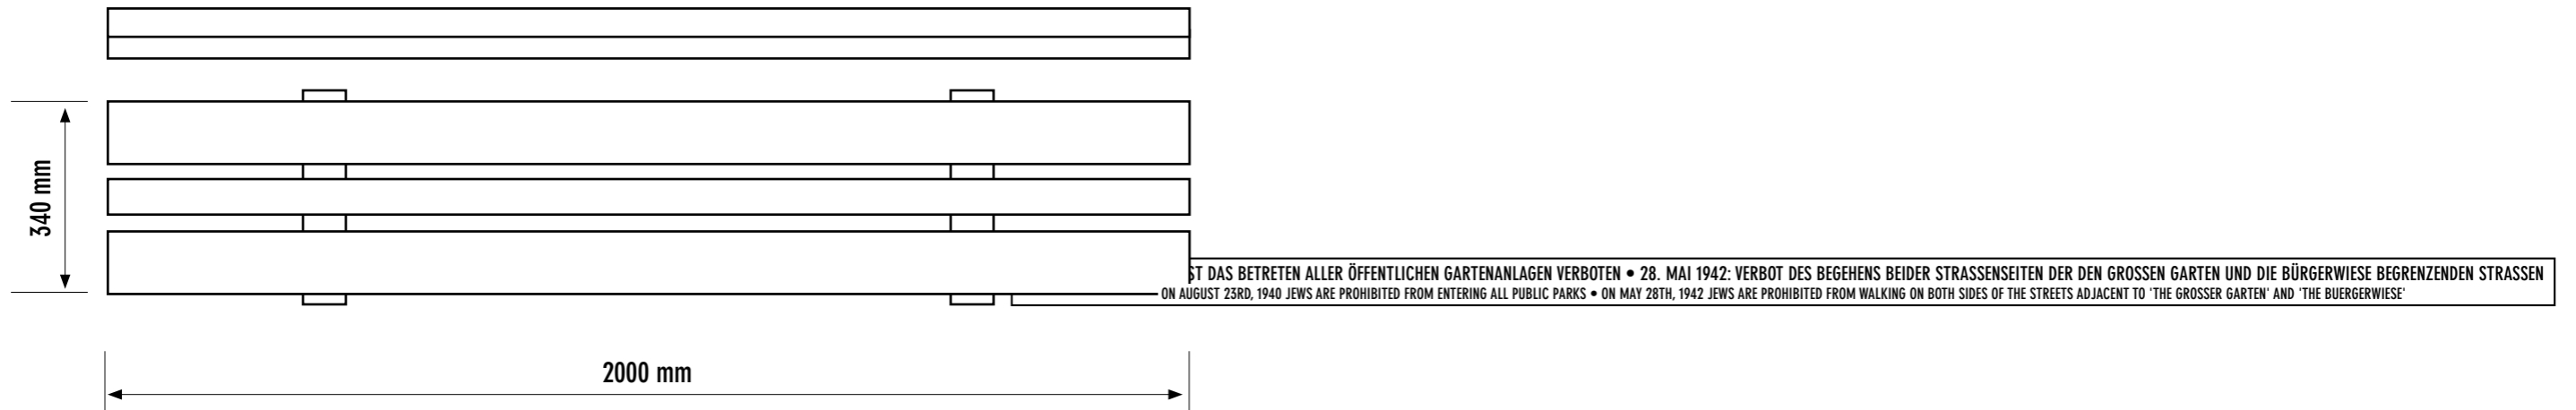 340 mm
DAS BETRETEN ALLER ÖFFENTLICHEN GARTENANLAGEN VERBOTEN • 28. MAI 1942: VERBOT DES BEGEHENS BEIDER STRASSENSEITEN DER DEN GROSSEN GARTEN UND DIE BÜRGERWIESE BEGRENZENDEN STRASSEN
ON AUGUST 23RD, 1940 JEWS ARE PROHIBITED FROM ENTERING ALL PUBLIC PARKS • ON MAY 28TH, 1942 JEWS ARE PROHIBITED FROM WALKING ON BOTH SIDES OF THE STREETS ADJACENT TO 'THE GROSSER GARTEN' AND 'THE BUERGERWIESE'
2000 mm